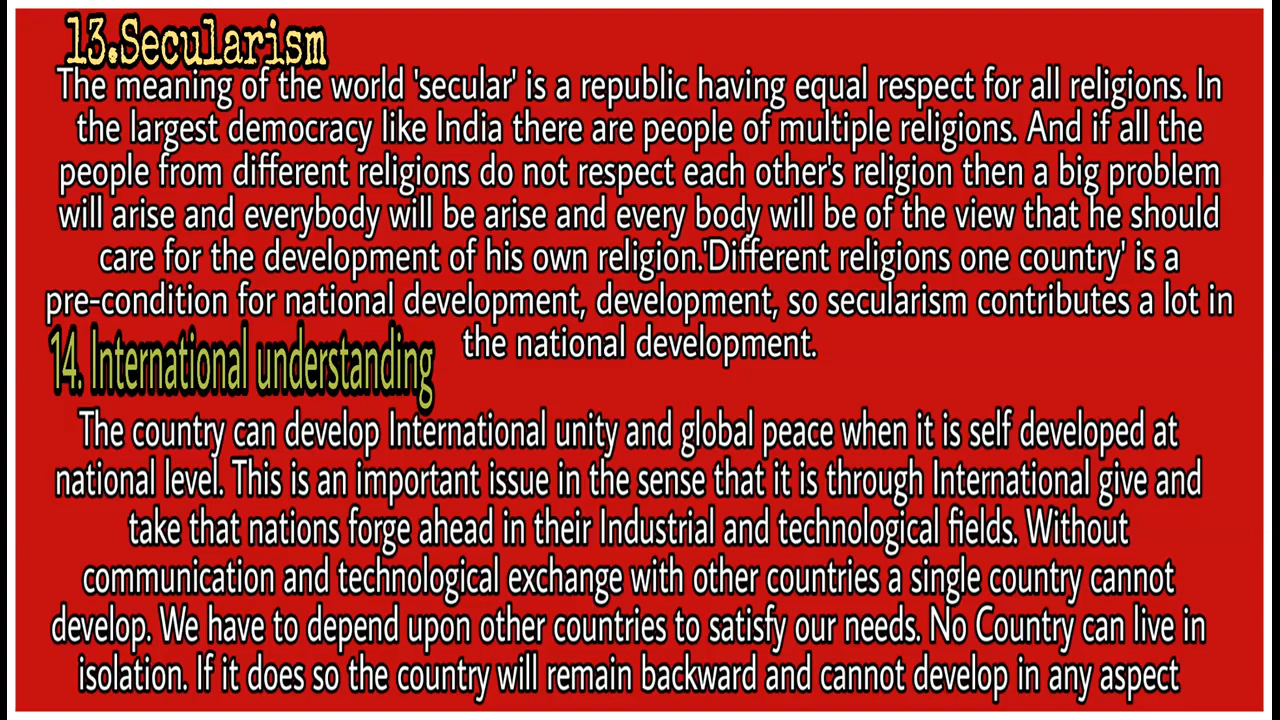 13.Secularism
The meaning of the world 'secular' is a republic having equal respect for all religions. In
the largest democracy like India there are people of multiple religions. And if all the
people from different religions do not respect each other's religion then a big problem
will arise and everybody will be arise and every body will be of the view that he should
care for the development of his own religion.'Different religions one country' is a
pre-condition for national development, development, so secularism contributes a lot in
the national development.
14. International understanding
The country can develop International unity and global peace when it is self developed at
national level. This is an important issue in the sense that it is through International give and
take that nations forge ahead in their Industrial and technological fields. Without
communication and technological exchange with other countries a single country cannot
develop. We have to depend upon other countries to satisfy our needs. No Country can live in
isolation. If it does so the country will remain backward and cannot develop in any aspect